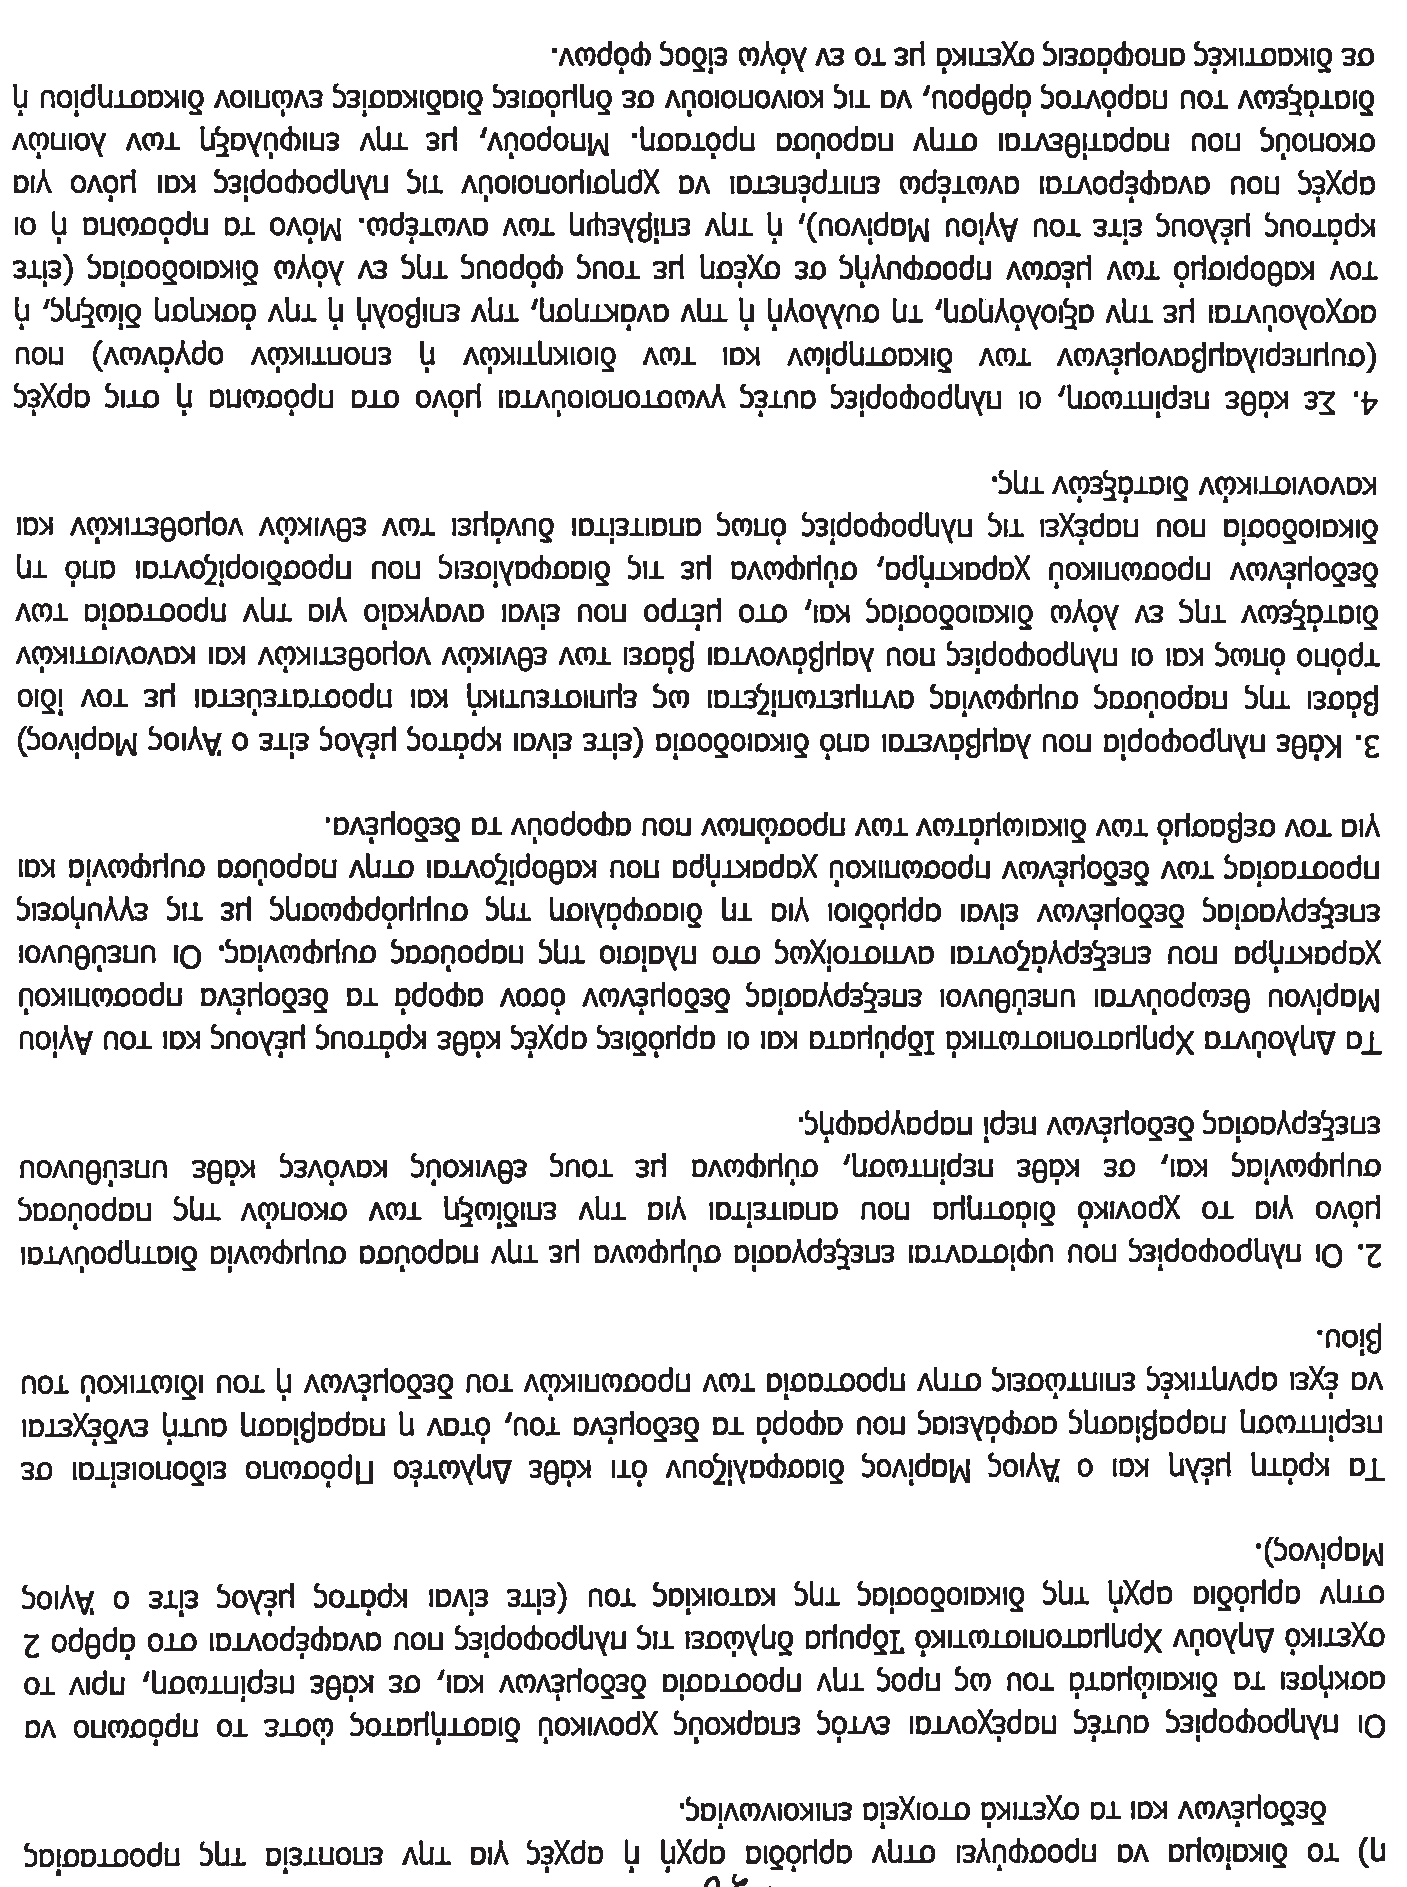 η) το δικαίωμα να προσφύγει στην αρμόδια αρχή ή αρχές για την εποπτεία της προστασίας
δεδομένων και τα σχετικά στοιχεία επικοινωνίας.
Οι πληροφορίες αυτές παρέχονται εντός επαρκούς χρονικού διαστήματος ώστε το πρόσωπο να
ασκήσει τα δικαιώματά του ως προς την προστασία δεδομένων και, σε κάθε περίπτωση, πριν το
σχετικό Δηλούν Χρηματοπιστωτικό Ίδρυμα δηλώσει τις πληροφορίες που αναφέρονται στο άρθρο 2
στην αρμόδια αρχή της δικαιοδοσίας της κατοικίας του (είτε είναι κράτος μέλος είτε ο Άγιος
Μαρίνος).
Τα κράτη μέλη και ο Άγιος Μαρίνος διασφαλίζουν ότι κάθε Δηλωτέο Πρόσωπο ειδοποιείται σε
περίπτωση παραβίασης ασφάλειας που αφορά τα δεδομένα του, όταν η παραβίαση αυτή ενδέχεται
να έχει αρνητικές επιπτώσεις στην προστασία των προσωπικών του δεδομένων ή του ιδιωτικού του
βίου.
2. Οι πληροφορίες που υφίστανται επεξεργασία σύμφωνα με την παρούσα συμφωνία διατηρούνται
μόνο για το χρονικό διάστημα που απαιτείται για την επιδίωξη των σκοπών της παρούσας
συμφωνίας και, σε κάθε περίπτωση, σύμφωνα με τους εθνικούς κανόνες κάθε υπευθύνου
επεξεργασίας δεδομένων περί παραγραφής.
Τα Δηλούντα Χρηματοπιστωτικά Ιδρύματα και οι αρμόδιες αρχές κάθε κράτους μέλους και του Αγίου
Μαρίνου θεωρούνται υπεύθυνοι επεξεργασίας δεδομένων όσον αφορά τα δεδομένα προσωπικού
χαρακτήρα που επεξεργάζονται αντιστοίχως στο πλαίσιο της παρούσας συμφωνίας. Οι υπεύθυνοι
επεξεργασίας δεδομένων είναι αρμόδιοι για τη διασφάλιση της συμμόρφωσης με τις εγγυήσεις
προστασίας των δεδομένων προσωπικού χαρακτήρα που καθορίζονται στην παρούσα συμφωνία και
για τον σεβασμό των δικαιωμάτων των προσώπων που αφορούν τα δεδομένα.
3. Κάθε πληροφορία που λαμβάνεται από δικαιοδοσία (είτε είναι κράτος μέλος είτε ο Άγιος Μαρίνος)
βάσει της παρούσας συμφωνίας αντιμετωπίζεται ως εμπιστευτική και προστατεύεται με τον ίδιο
τρόπο όπως και οι πληροφορίες που λαμβάνονται βάσει των εθνικών νομοθετικών και κανονιστικών
διατάξεων της εν λόγω δικαιοδοσίας και, στο μέτρο που είναι αναγκαίο για την προστασία των
δεδομένων προσωπικού χαρακτήρα, σύμφωνα με τις διασφαλίσεις που προσδιορίζονται από τη
δικαιοδοσία που παρέχει τις πληροφορίες όπως απαιτείται δυνάμει των εθνικών νομοθετικών και
κανονιστικών διατάξεών της.
4. Σε κάθε περίπτωση, οι πληροφορίες αυτές γνωστοποιούνται μόνο στα πρόσωπα ή στις αρχές
(συμπεριλαμβανομένων των δικαστηρίων και των διοικητικών ή εποπτικών οργάνων) που
ασχολούνται με την αξιολόγηση, τη συλλογή ή την ανάκτηση, την επιβολή ή την άσκηση δίωξης, ή
τον καθορισμό των μέσων προσφυγής σε σχέση με τους φόρους της εν λόγω δικαιοδοσίας (είτε
κράτους μέλους είτε του Αγίου Μαρίνου), ή την επίβλεψη των ανωτέρω. Μόνο τα πρόσωπα ή οι
αρχές που αναφέρονται ανωτέρω επιτρέπεται να χρησιμοποιούν τις πληροφορίες και μόνο για
σκοπούς που παρατίθενται στην παρούσα πρόταση. Μπορούν, με την επιφύλαξη των λοιπών
διατάξεων του παρόντος άρθρου, να τις κοινοποιούν σε δημόσιες διαδικασίες ενώπιον δικαστηρίου ή
σε δικαστικές αποφάσεις σχετικά με το εν λόγω είδος φόρων.